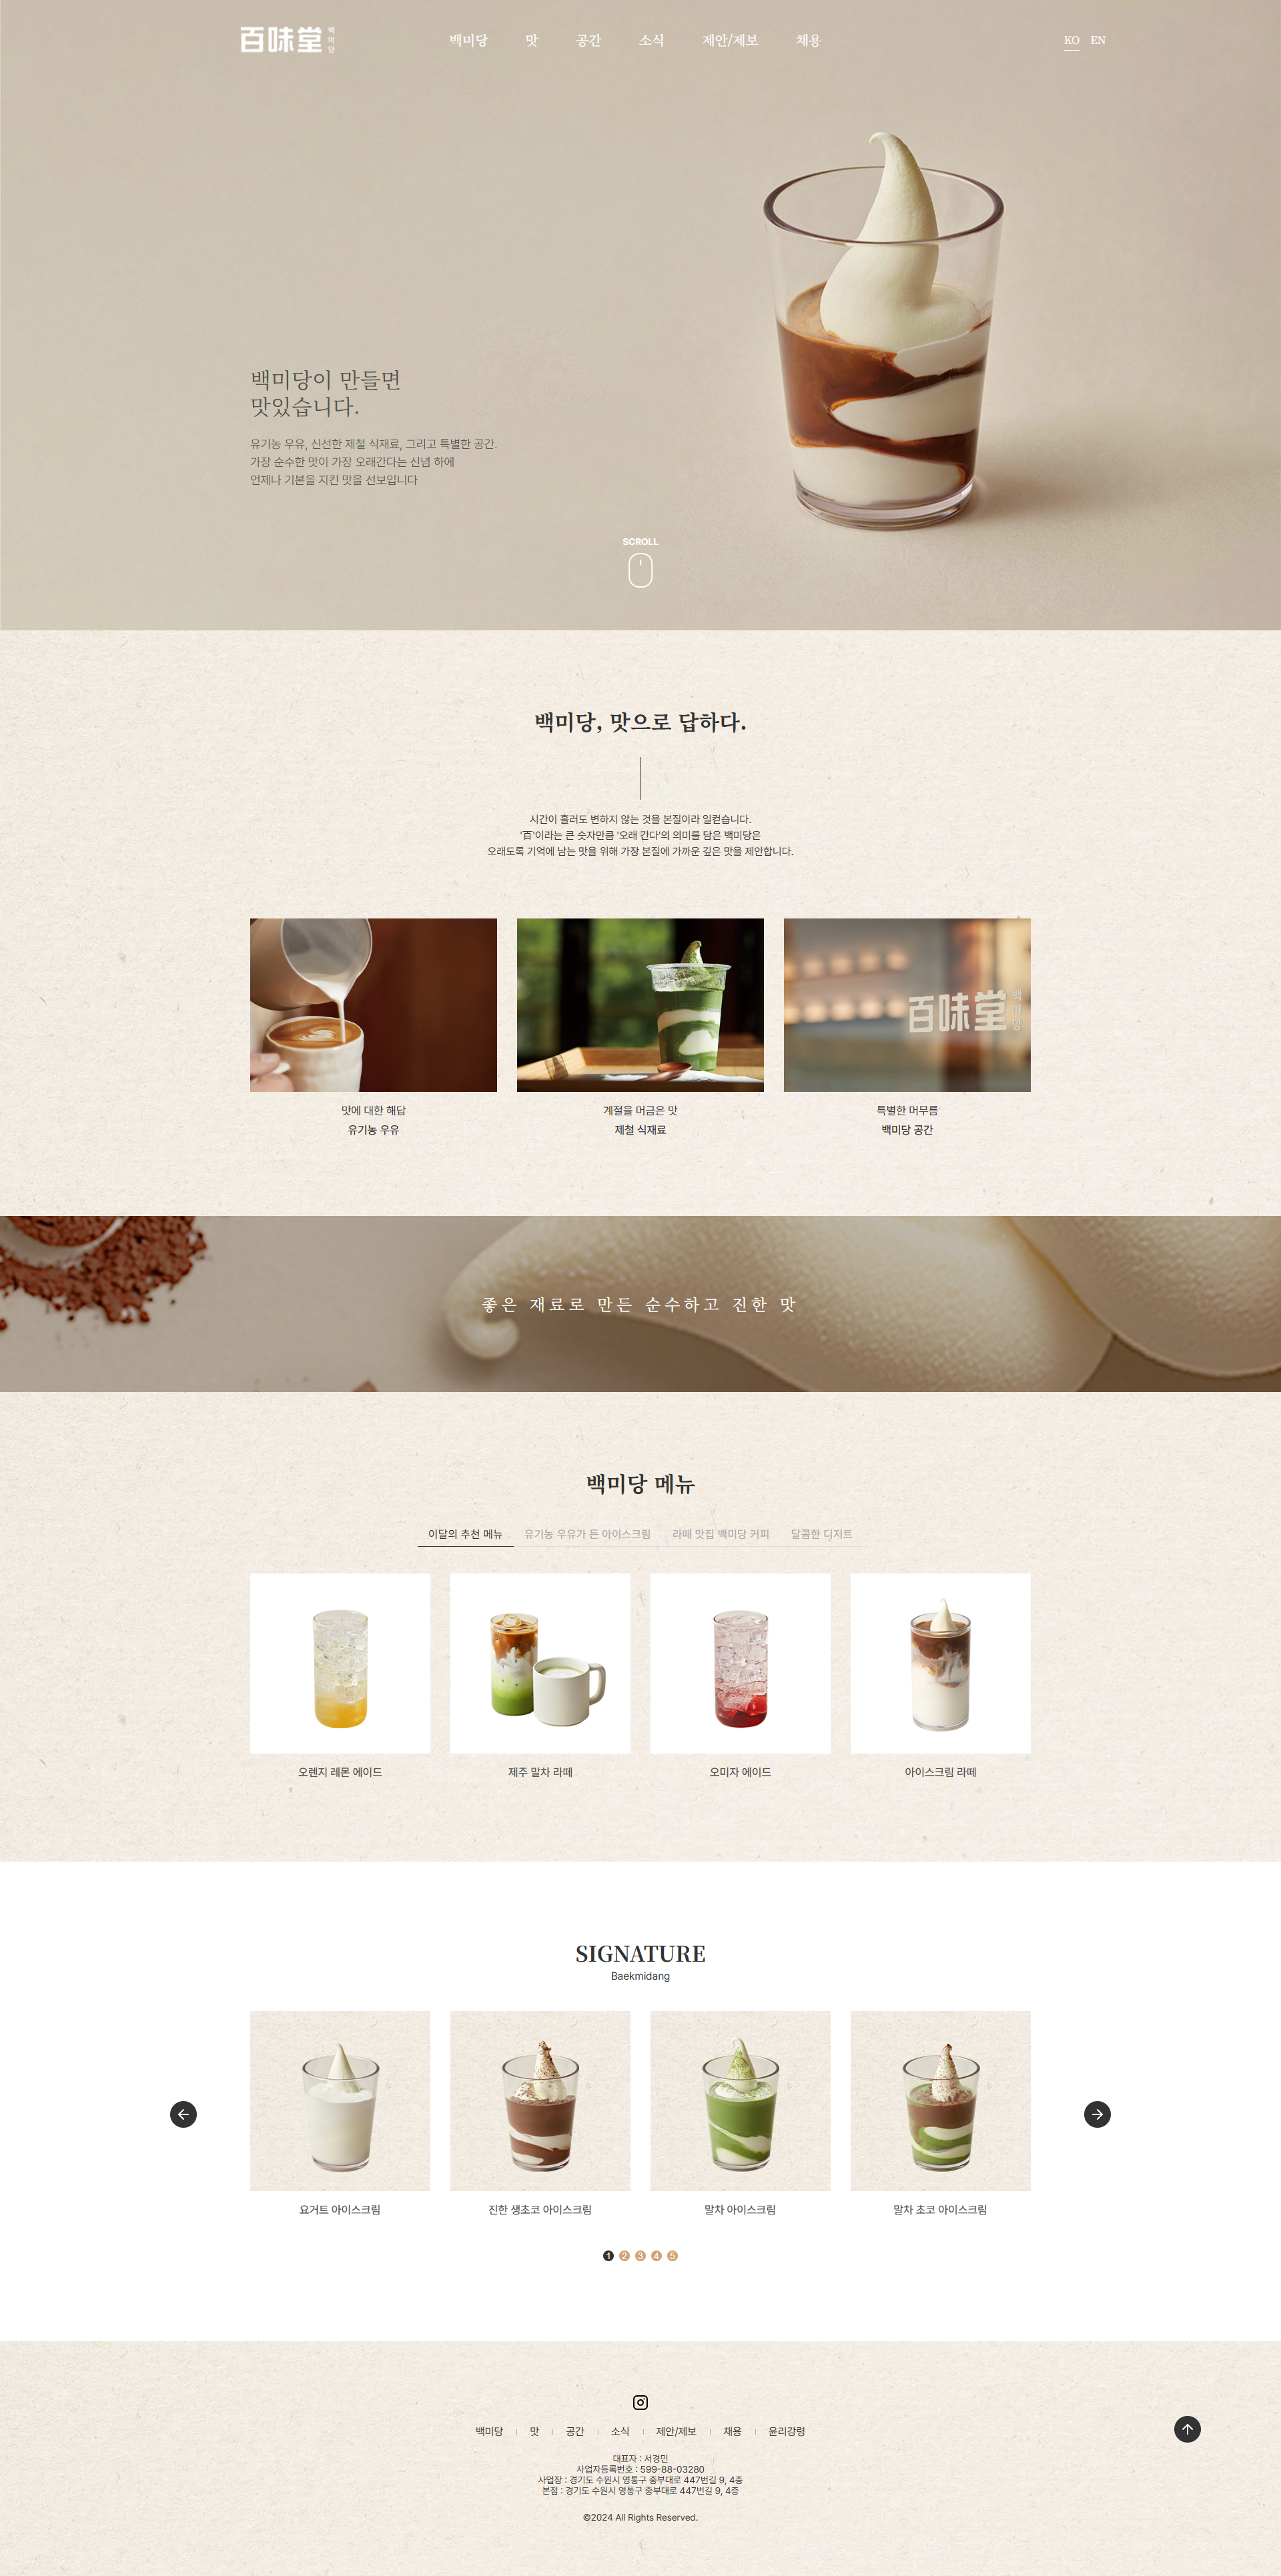 百味堂 백미당
백미당 맛 공간 소식 제안/제보 채용
KO EN
백미당이 만들면
맛있습니다.
유기농 우유, 신선한 제철 식재료, 그리고 특별한 공간.
가장 순수한 맛이 가장 오래간다는 신념 하에
언제나 기본을 지킨 맛을 선보입니다
SCROLL
백미당, 맛으로 답하다.
시간이 흘러도 변하지 않는 것을 본질이라 일컫습니다.
'百'이라는 큰 숫자만큼 '오래 간다'의 의미를 담은 백미당은
오래도록 기억에 남는 맛을 위해 가장 본질에 가까운 깊은 맛을 제안합니다.
百味堂 백미당
맛에 대한 해답
유기농 우유
계절을 머금은 맛
제철 식재료
특별한 머무름
백미당 공간
좋은 재료로 만든 순수하고 진한 맛
백미당 메뉴
이달의 추천 메뉴 유기농 우유가 든 아이스크림 라떼 맛집 백미당 커피 달콤한 디저트
오렌지 레몬 에이드
제주 말차 라떼
오미자 에이드
아이스크림 라떼
SIGNATURE
Baekmidang
요거트 아이스크림
진한 생초코 아이스크림
말차 아이스크림
말차 초코 아이스크림
1 2 3 4 5
백미당 맛 공간 소식 제안/제보 채용 윤리강령
대표자 : 서경민
사업자등록번호 : 599-88-03280
사업장 : 경기도 수원시 영통구 중부대로 447번길 9, 4층
본점 : 경기도 수원시 영통구 중부대로 447번길 9, 4층
©2024 All Rights Reserved.